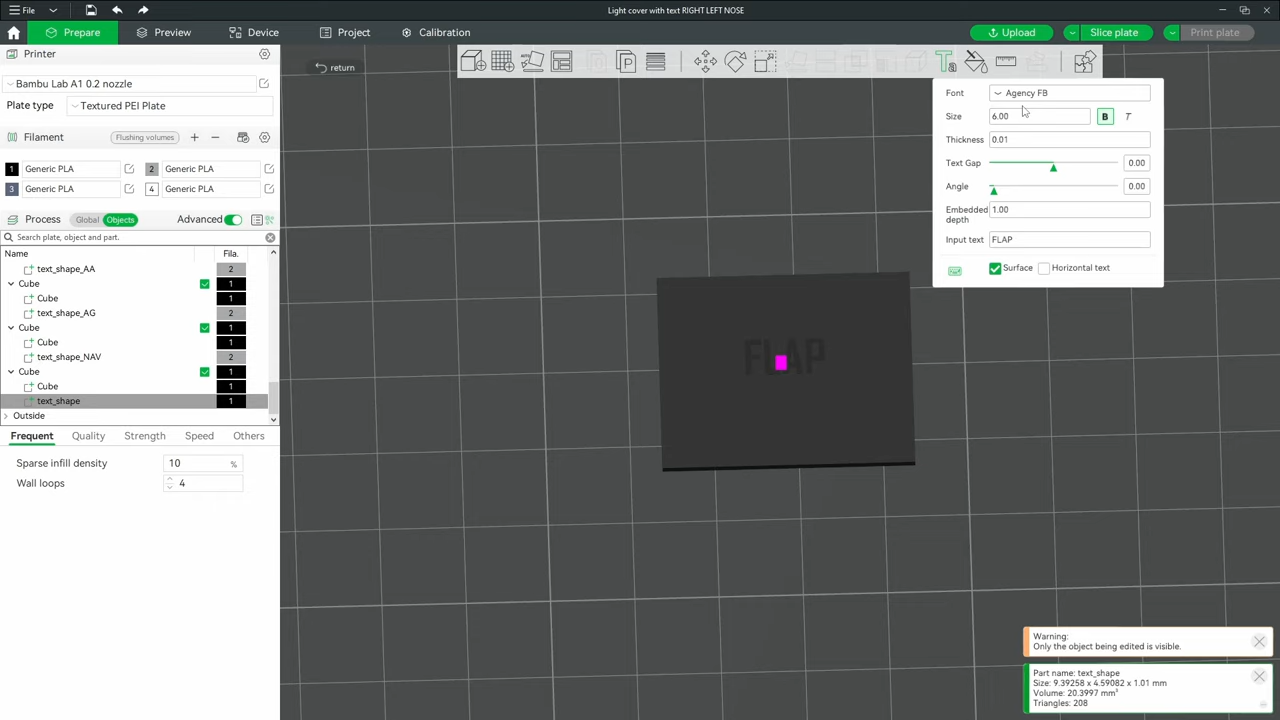 File
Light cover with text RIGHT LEFT NOSE
Prepare
Preview
Device
Project
Calibration
Upload
Slice plate
Print plate
Printer
Bambu Lab A1 0.2 nozzle
Plate type
Textured PEI Plate
Filament
Flushing volumes
1 Generic PLA
2 Generic PLA
3 Generic PLA
4 Generic PLA
Process
Global
Objects
Advanced
Search plate, object and part.
Name
Fila.
text_shape_AA 2
Cube 1
Cube 1
text_shape_AG 2
Cube 1
Cube 1
text_shape_NAV 2
Cube 1
Cube 1
text_shape 1
Outside
Frequent
Quality
Strength
Speed
Others
Sparse infill density 10 %
Wall loops 4
return
Font Agency FB
Size 6.00 B T
Thickness 0.01
Text Gap 0.00
Angle 0.00
Embedded depth 1.00
Input text FLAP
Surface
Horizontal text
FLAP
Warning:
Only the object being edited is visible.
Part name: text_shape
Size: 9.39258 x 4.59082 x 1.01 mm
Volume: 20.3997 mm³
Triangles: 208